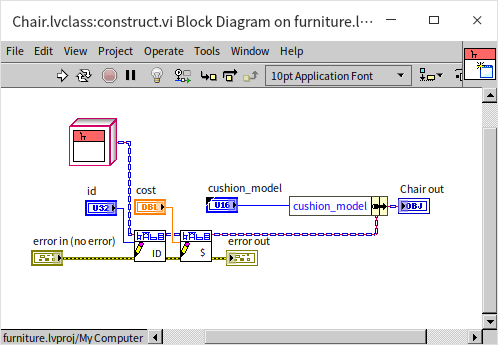 Chair.lvclass:construct.vi Block Diagram on furniture.l...
File Edit View Project Operate Tools Window Help
10pt Application Font
id cost cushion_model Chair out
U32 DBL U16 cushion_model OBJ
error in (no error) error out
ID $
furniture.lvproj/My Computer